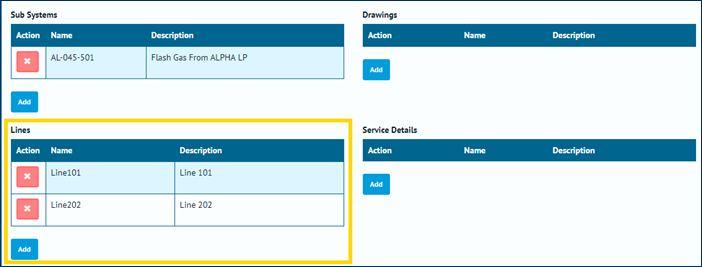 Sub Systems
Action Name Description
✖ AL-045-501 Flash Gas From ALPHA LP
Add
Drawings
Action Name Description
Add
Lines
Action Name Description
✖ Line101 Line 101
✖ Line202 Line 202
Add
Service Details
Action Name Description
Add